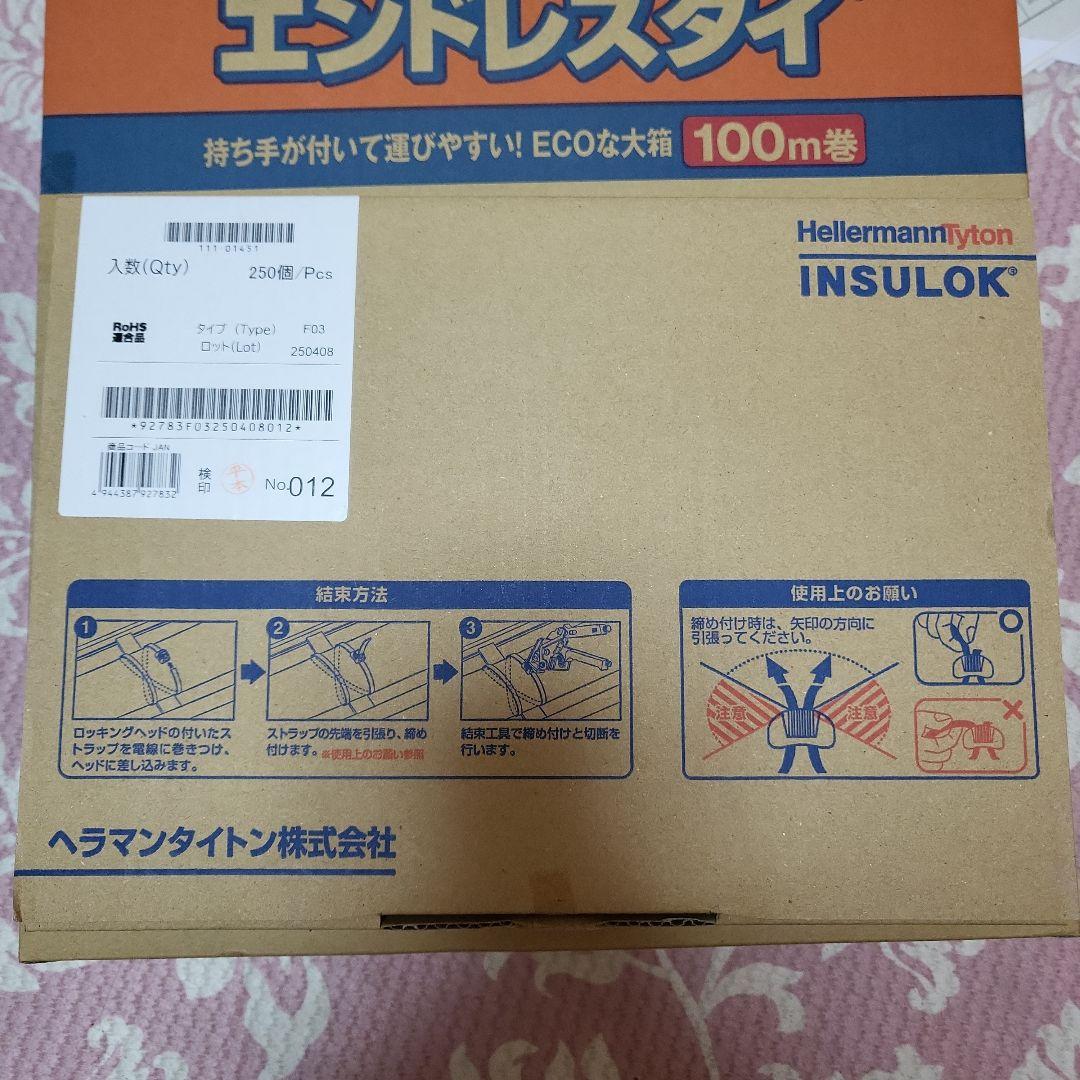 エンドレスタイ
持ち手が付いて運びやすい! ECOな大箱 100m巻
111-01451
入数(Qty) 250個/Pcs
RoHS
適合品
タイプ (Type) F03
ロット(Lot) 250408
*92783F03250408012*
商品コード JAN
4 944387 927832
検印
平本
No.012
HellermannTyton
INSULOK®
結束方法
1
2
3
ロッキングヘッドの付いたス
トラップを電線に巻きつけ、
ヘッドに差し込みます。
ストラップの先端を引張り、締め
付けます。※使用上のお願い参照
結束工具で締め付けと切断を
行います。
使用上のお願い
締め付け時は、矢印の方向に
引張ってください。
注意
注意
ヘラマンタイトン株式会社